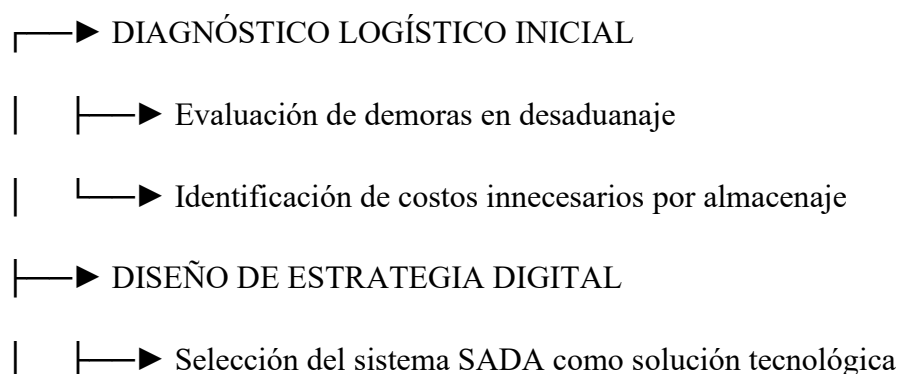 ┌──► DIAGNÓSTICO LOGÍSTICO INICIAL
│ ├──► Evaluación de demoras en desaduanaje
│ └──► Identificación de costos innecesarios por almacenaje
├──► DISEÑO DE ESTRATEGIA DIGITAL
│ ├──► Selección del sistema SADA como solución tecnológica